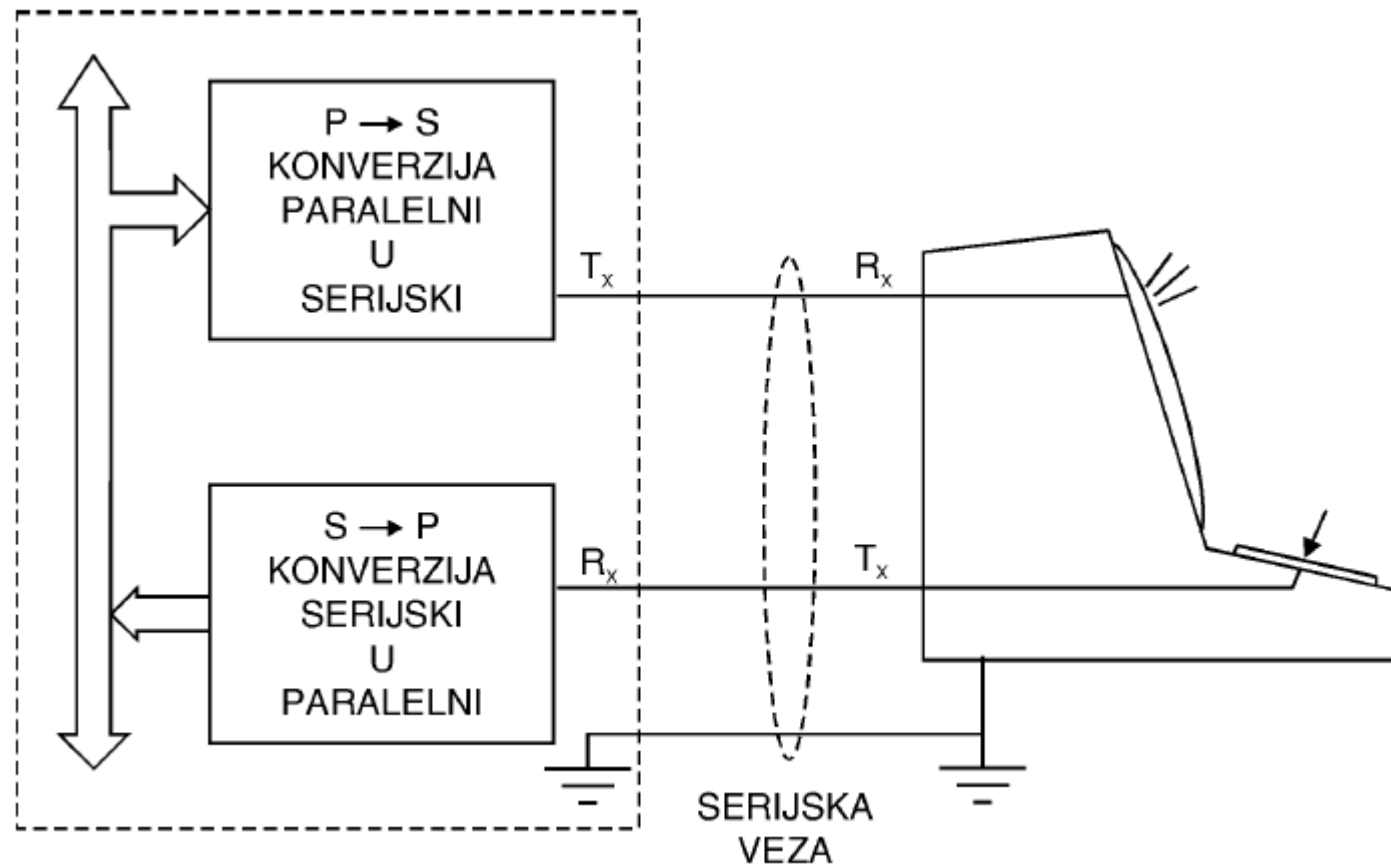 P → S
KONVERZIJA
PARALELNI
U
SERIJSKI
Tx
Rx
S → P
KONVERZIJA
SERIJSKI
U
PARALELNI
Rx
Tx
SERIJSKA
VEZA